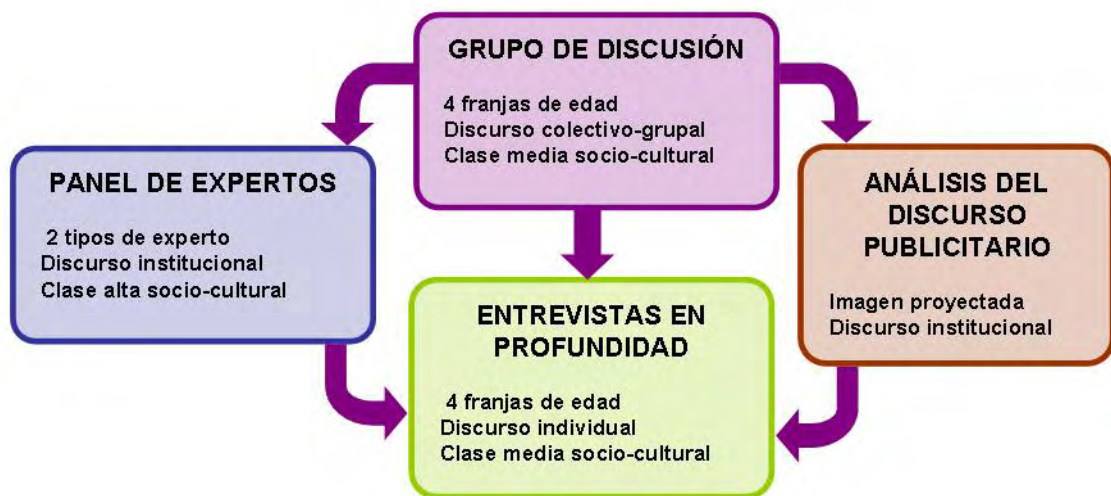 GRUPO DE DISCUSIÓN
4 franjas de edad
Discurso colectivo-grupal
Clase media socio-cultural
PANEL DE EXPERTOS
2 tipos de experto
Discurso institucional
Clase alta socio-cultural
ANÁLISIS DEL
DISCURSO
PUBLICITARIO
Imagen proyectada
Discurso institucional
ENTREVISTAS EN
PROFUNDIDAD
4 franjas de edad
Discurso individual
Clase media socio-cultural